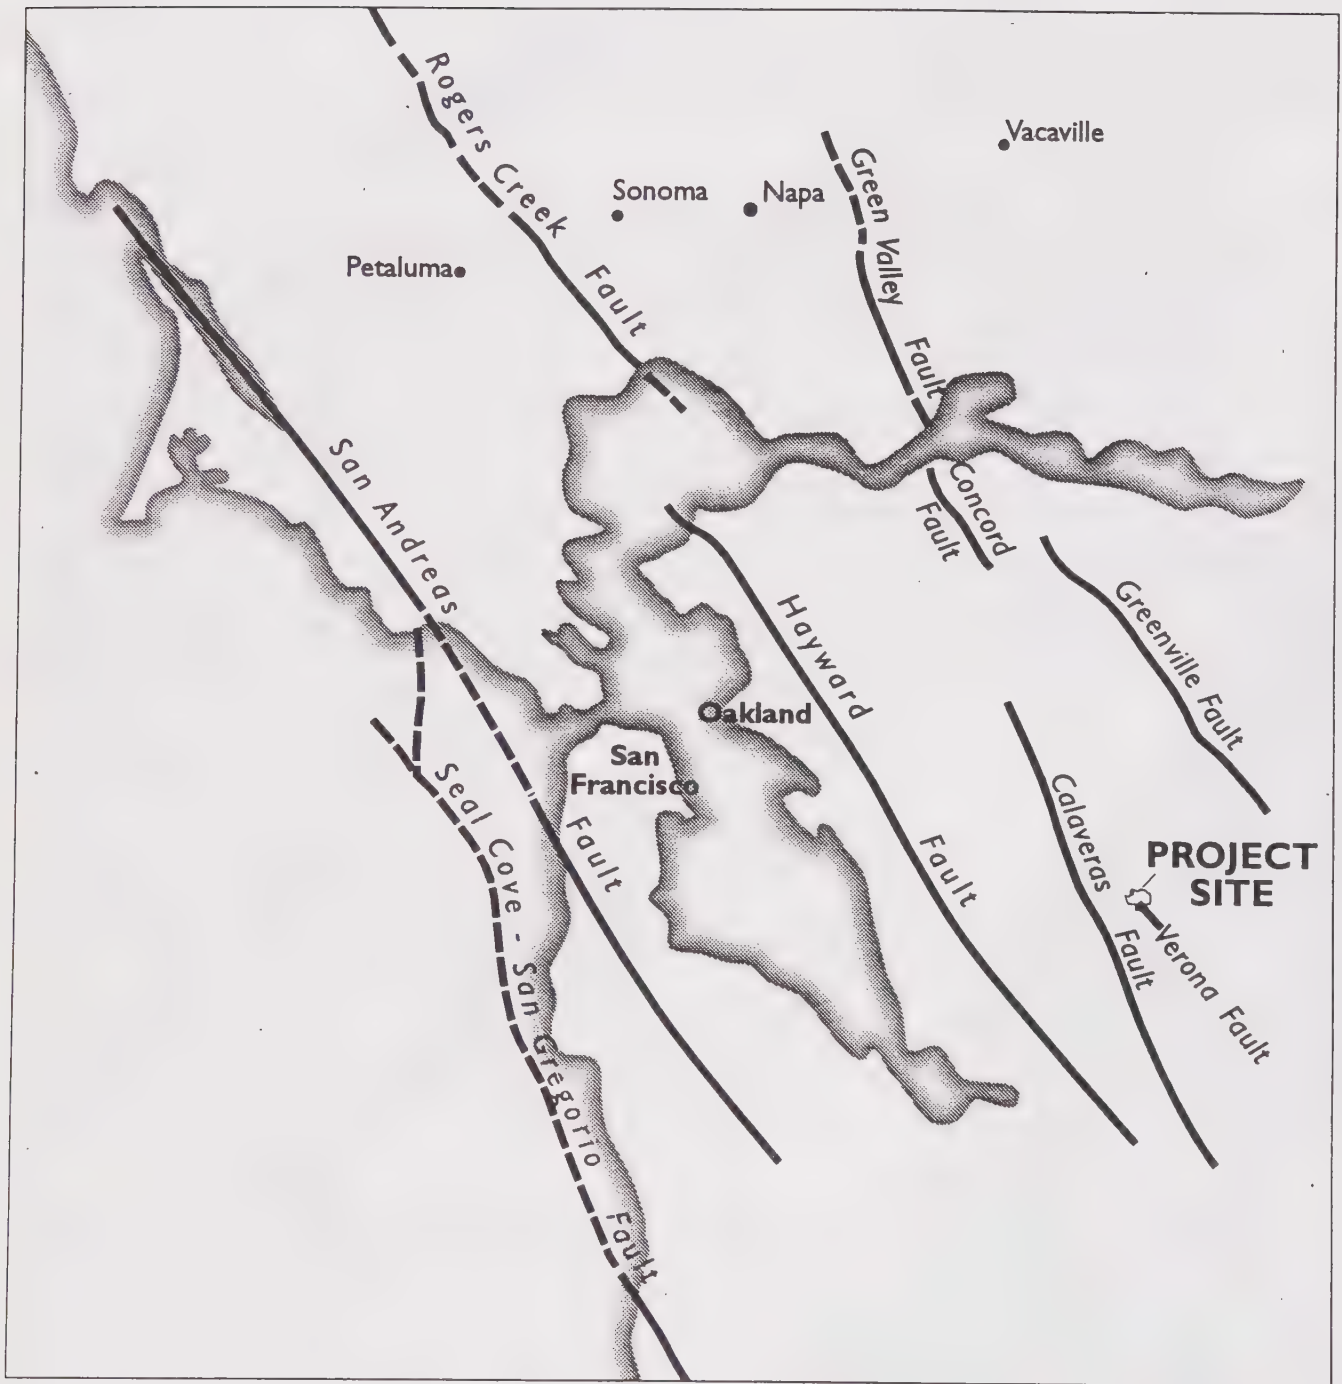 Rogers Creek Fault
Vacaville
Sonoma
Napa
Green Valley Fault
Petaluma
San Andreas Fault
Concord Fault
Hayward Fault
Greenville Fault
Oakland
San
Francisco
Seal Cove - San Gregorio Fault
Calaveras Fault
PROJECT
SITE
Verona Fault